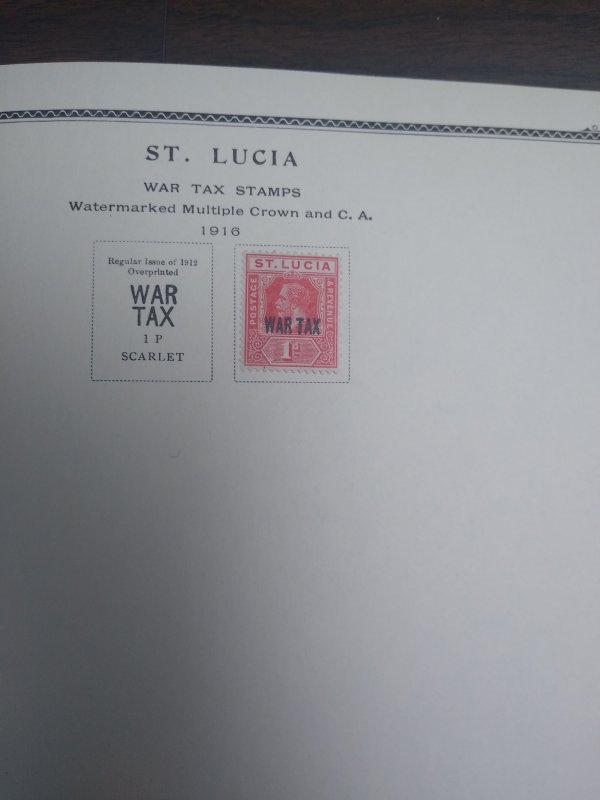 ST. LUCIA
WAR TAX STAMPS
Watermarked Multiple Crown and C. A.
1916
Regular Issue of 1912
Overprinted
WAR
TAX
1 P
SCARLET
ST. LUCIA
POSTAGE
& REVENUE
WAR TAX
1d